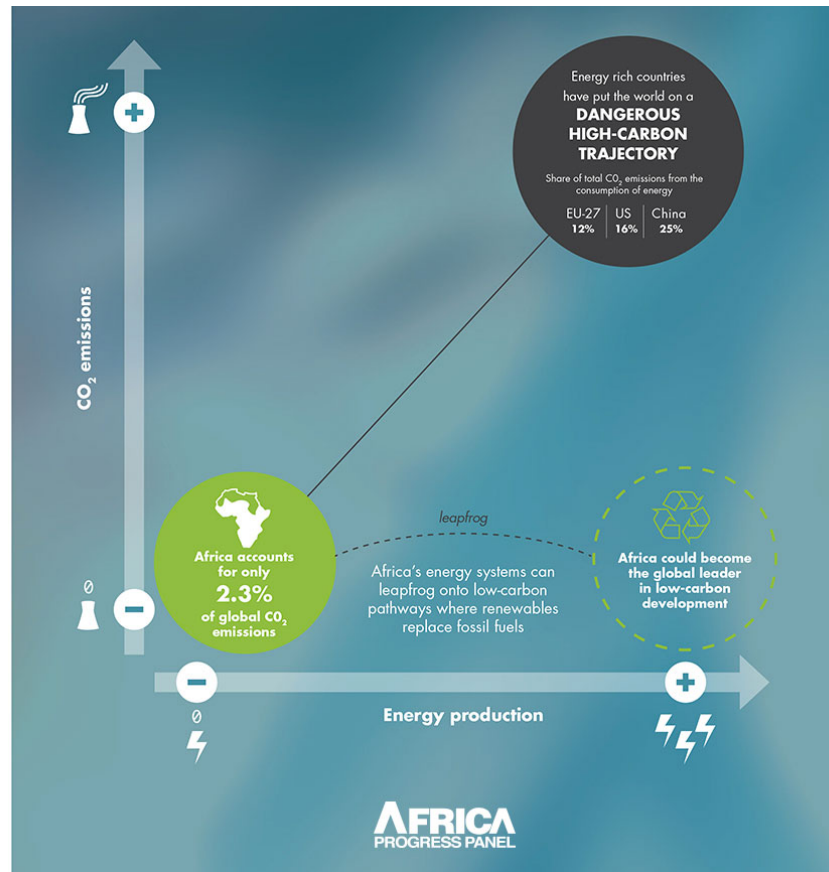 Energy rich countries
have put the world on a
DANGEROUS
HIGH-CARBON
TRAJECTORY
Share of total CO₂ emissions from the
consumption of energy
EU-27 | US | China
12% | 16% | 25%
CO₂ emissions
leapfrog
Africa accounts
for only
2.3%
of global CO₂
emissions
Africa's energy systems can
leapfrog onto low-carbon
pathways where renewables
replace fossil fuels
Africa could become
the global leader
in low-carbon
development
0
0
Energy production
AFRICA
PROGRESS PANEL